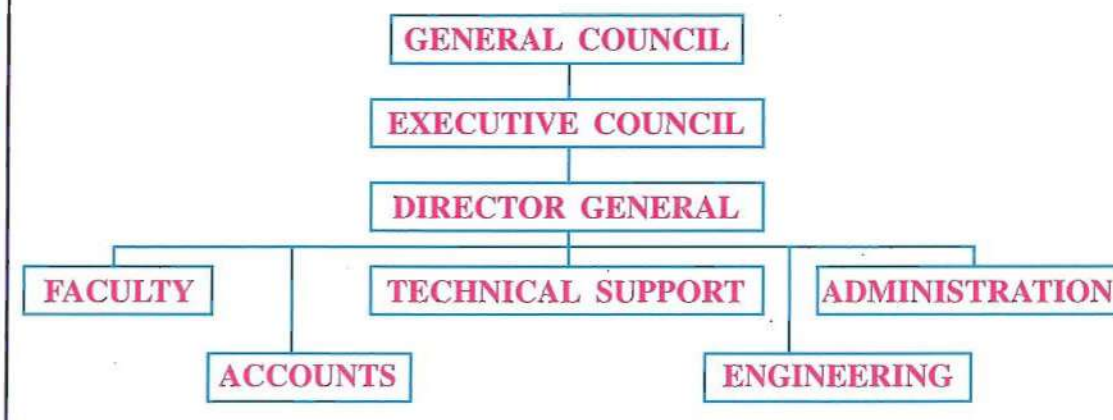 GENERAL COUNCIL
EXECUTIVE COUNCIL
DIRECTOR GENERAL
FACULTY TECHNICAL SUPPORT ADMINISTRATION
ACCOUNTS ENGINEERING